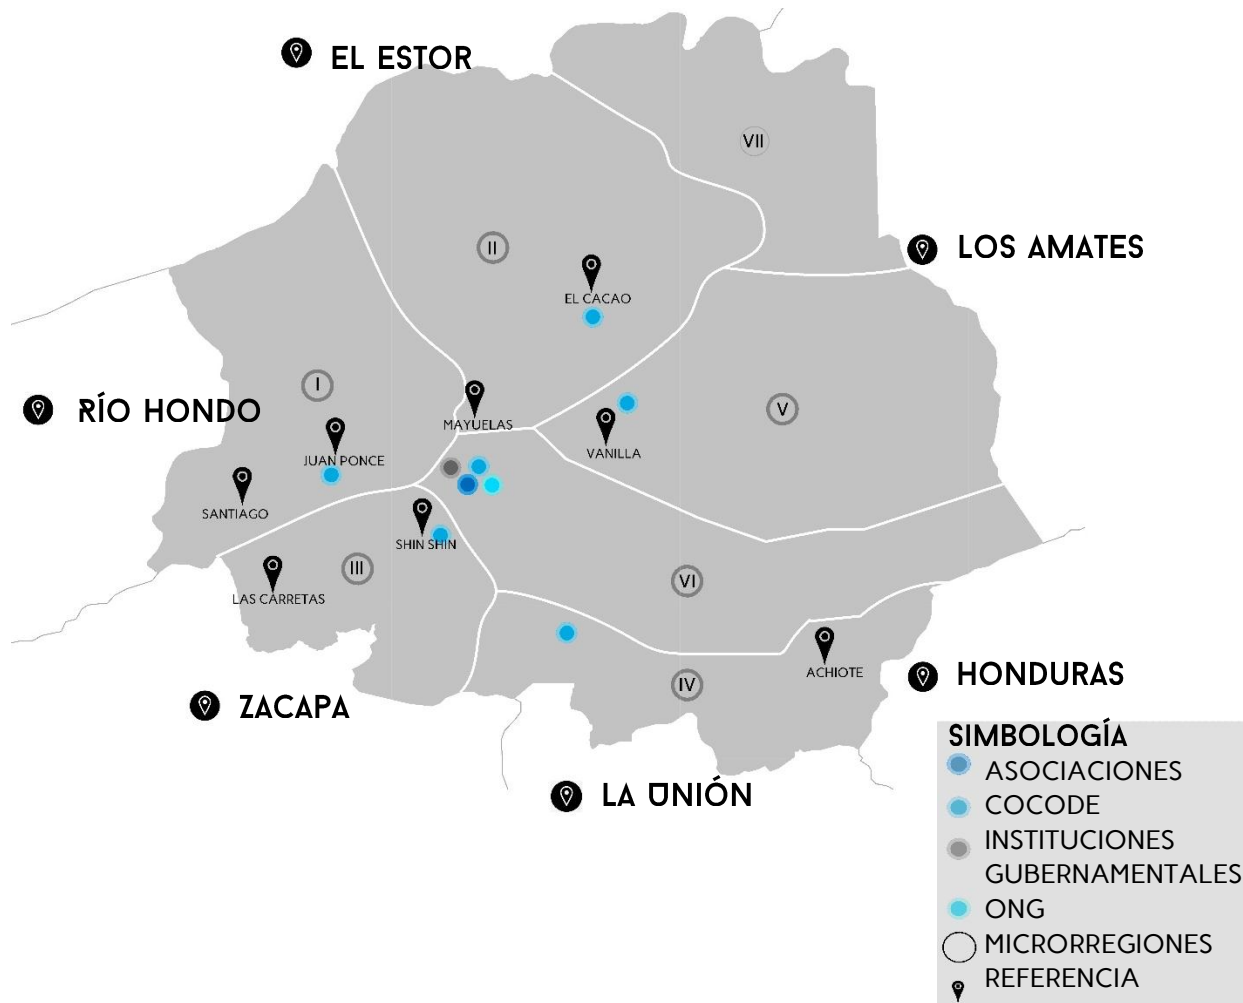 EL ESTOR
VII
II
LOS AMATES
EL CACAO
I
RÍO HONDO
MAYUELAS
V
JUAN PONCE
VANILLA
SANTIAGO
SHIN SHIN
III
VI
LAS CARRETAS
ACHIOTE
IV
HONDURAS
ZACAPA
LA UNIÓN
SIMBOLOGÍA
ASOCIACIONES
COCODE
INSTITUCIONES
GUBERNAMENTALES
ONG
MICRORREGIONES
REFERENCIA